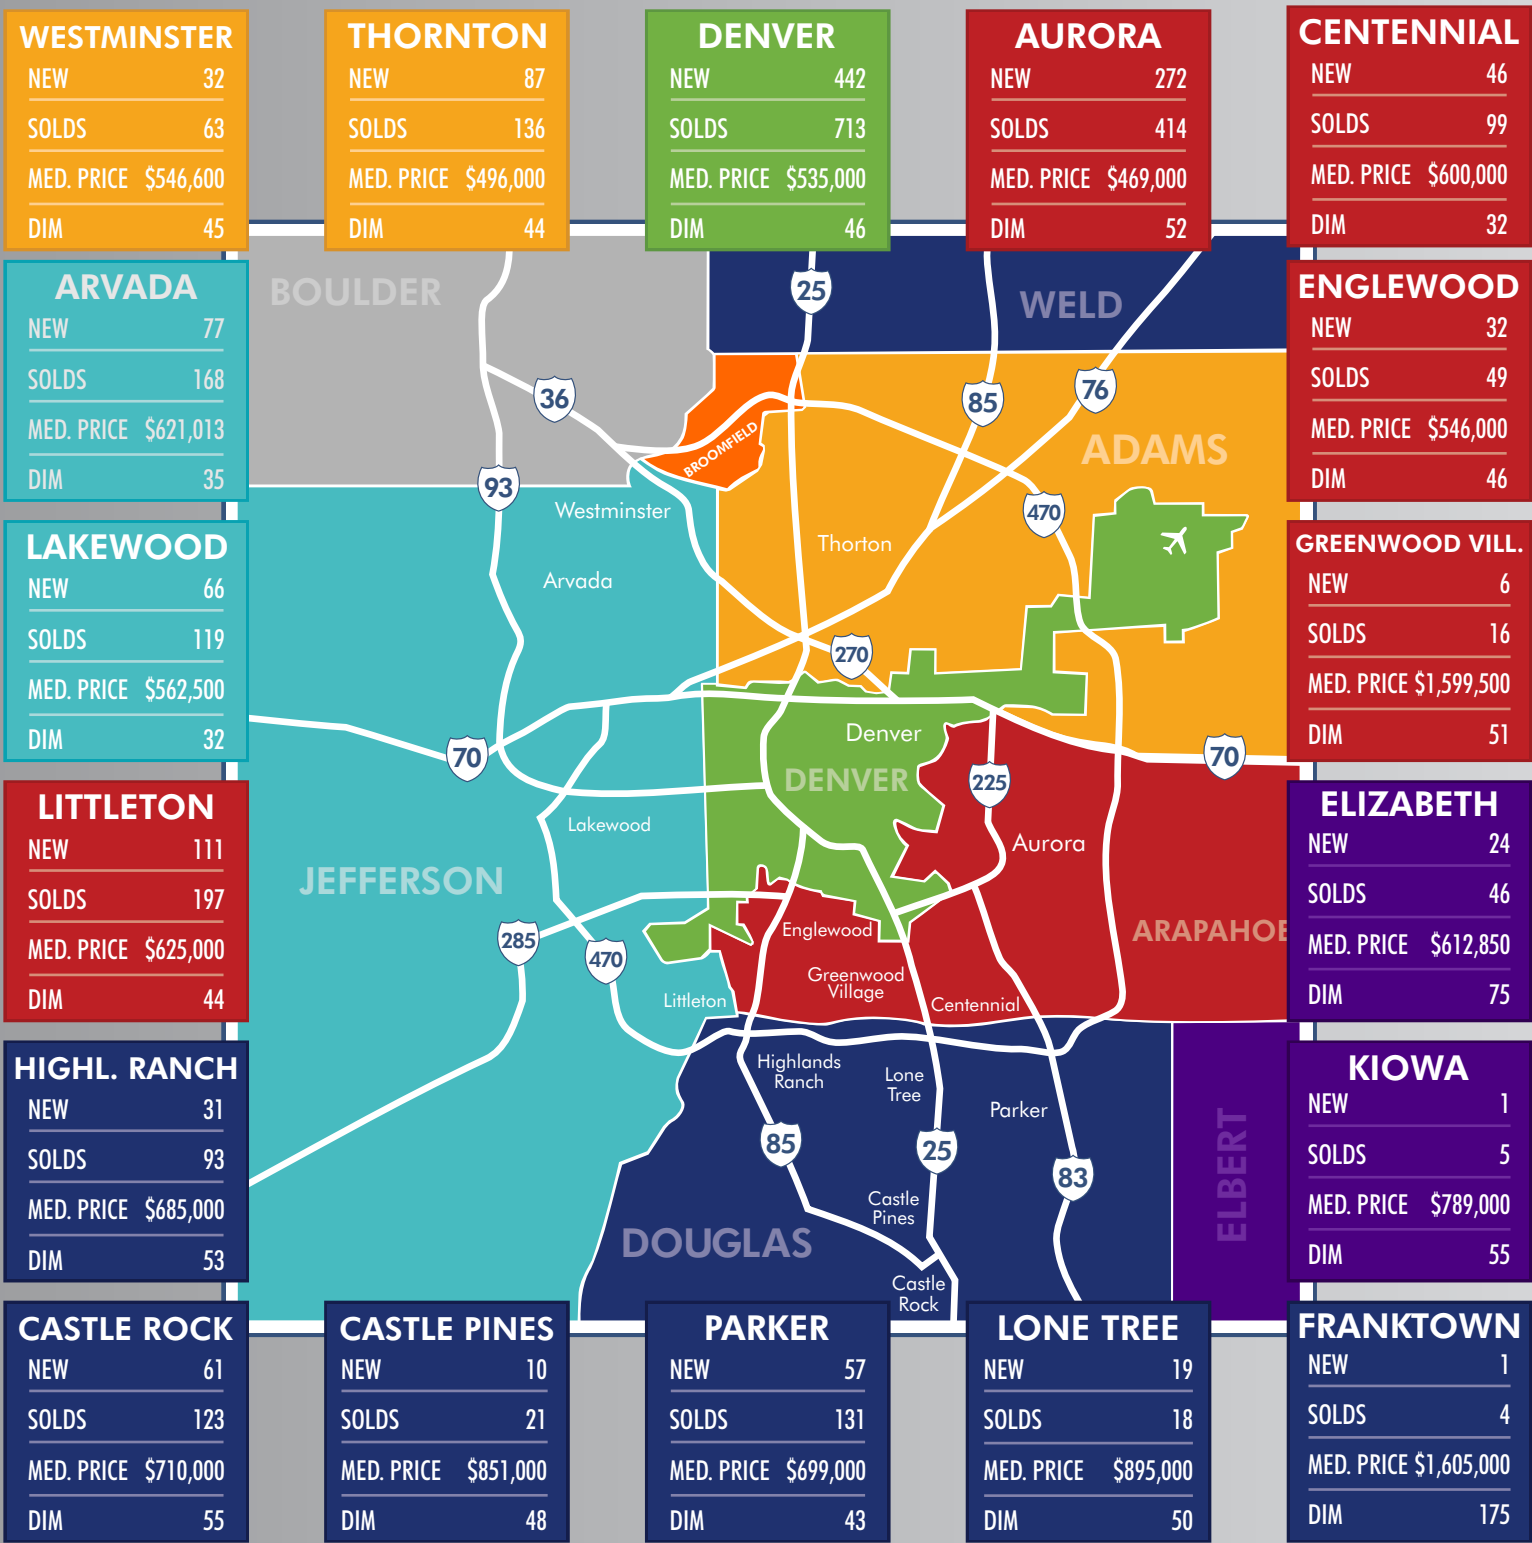 WESTMINSTER
NEW 32
SOLDS 63
MED. PRICE $546,600
DIM 45
THORNTON
NEW 87
SOLDS 136
MED. PRICE $496,000
DIM 44
DENVER
NEW 442
SOLDS 713
MED. PRICE $535,000
DIM 46
AURORA
NEW 272
SOLDS 414
MED. PRICE $469,000
DIM 52
CENTENNIAL
NEW 46
SOLDS 99
MED. PRICE $600,000
DIM 32
ARVADA
NEW 77
SOLDS 168
MED. PRICE $621,013
DIM 35
LAKEWOOD
NEW 66
SOLDS 119
MED. PRICE $562,500
DIM 32
LITTLETON
NEW 111
SOLDS 197
MED. PRICE $625,000
DIM 44
HIGHL. RANCH
NEW 31
SOLDS 93
MED. PRICE $685,000
DIM 53
BOULDER
25
WELD
36
85
76
BROOMFIELD
ADAMS
93
Westminster
470
Thorton
Arvada
270
Denver
70
70
DENVER
225
Lakewood
Aurora
JEFFERSON
285
470
Englewood
ARAPAHOE
Greenwood
Village
Littleton
Centennial
Highlands
Ranch
Lone
Tree
Parker
85
25
83
ELBERT
Castle
Pines
DOUGLAS
Castle
Rock
ENGLEWOOD
NEW 32
SOLDS 49
MED. PRICE $546,000
DIM 46
GREENWOOD VILL.
NEW 6
SOLDS 16
MED. PRICE $1,599,500
DIM 51
ELIZABETH
NEW 24
SOLDS 46
MED. PRICE $612,850
DIM 75
KIOWA
NEW 1
SOLDS 5
MED. PRICE $789,000
DIM 55
CASTLE ROCK
NEW 61
SOLDS 123
MED. PRICE $710,000
DIM 55
CASTLE PINES
NEW 10
SOLDS 21
MED. PRICE $851,000
DIM 48
PARKER
NEW 57
SOLDS 131
MED. PRICE $699,000
DIM 43
LONE TREE
NEW 19
SOLDS 18
MED. PRICE $895,000
DIM 50
FRANKTOWN
NEW 1
SOLDS 4
MED. PRICE $1,605,000
DIM 175